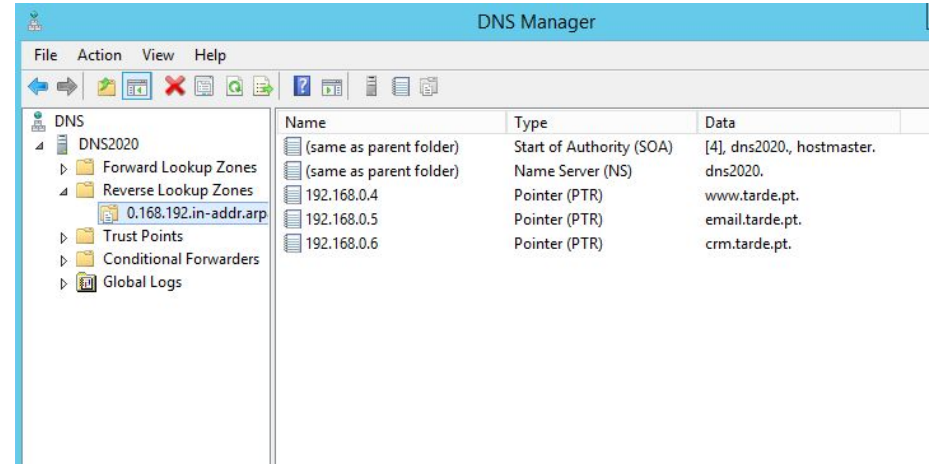 DNS Manager
File Action View Help
DNS
DNS2020
Forward Lookup Zones
Reverse Lookup Zones
0.168.192.in-addr.arp
Trust Points
Conditional Forwarders
Global Logs
Name Type Data
(same as parent folder) Start of Authority (SOA) [4], dns2020., hostmaster.
(same as parent folder) Name Server (NS) dns2020.
192.168.0.4 Pointer (PTR) www.tarde.pt.
192.168.0.5 Pointer (PTR) email.tarde.pt.
192.168.0.6 Pointer (PTR) crm.tarde.pt.